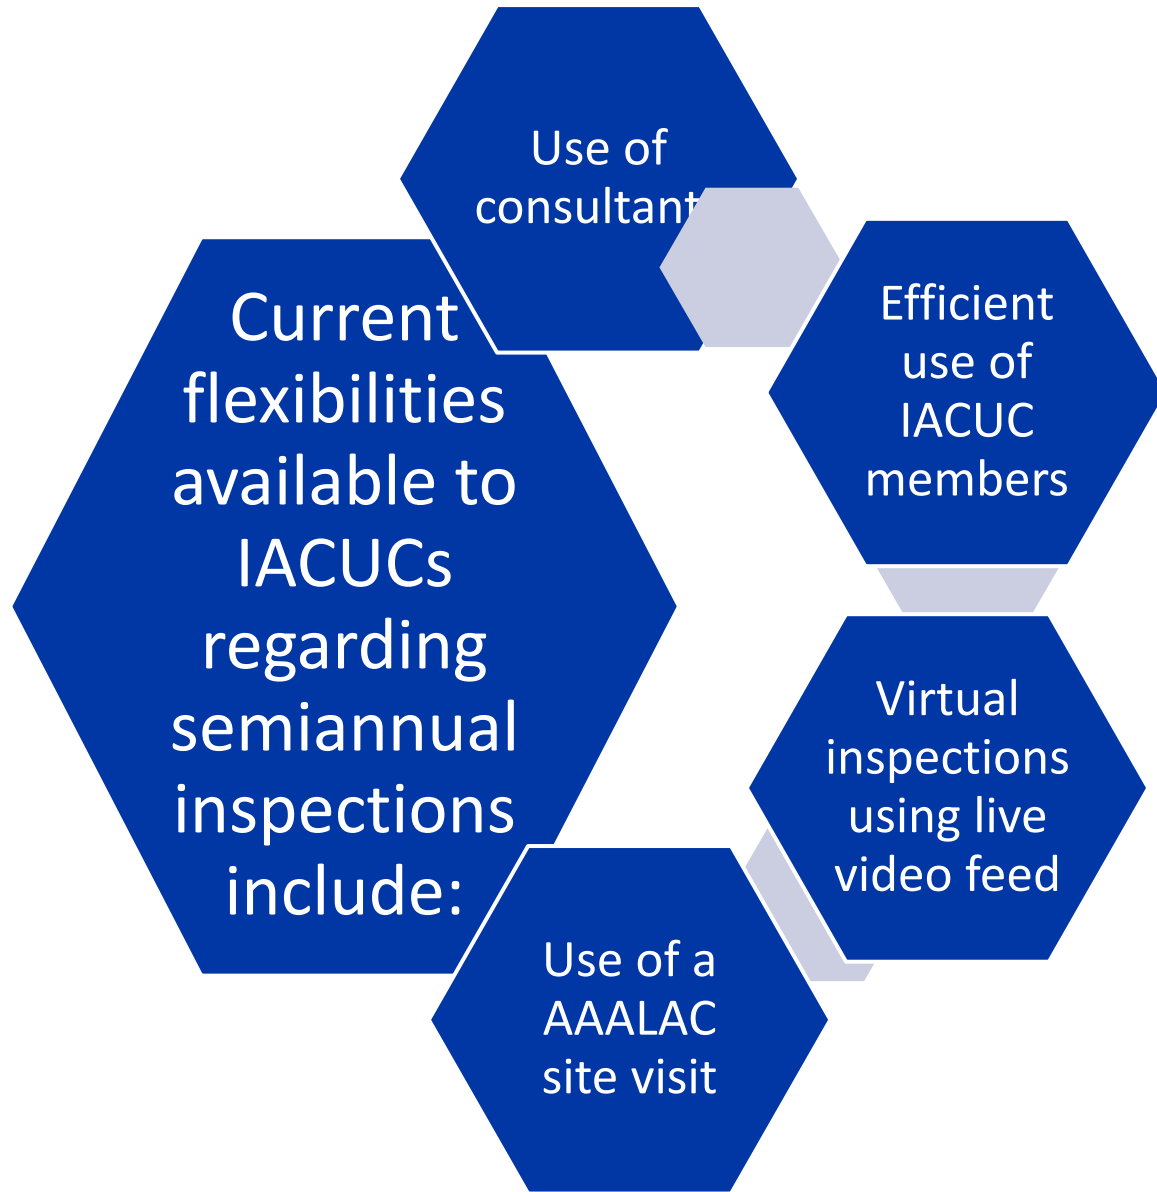 Current
flexibilities
available to
IACUCs
regarding
semiannual
inspections
include:
Use of
consultant
Efficient
use of
IACUC
members
Virtual
inspections
using live
video feed
Use of a
AAALAC
site visit